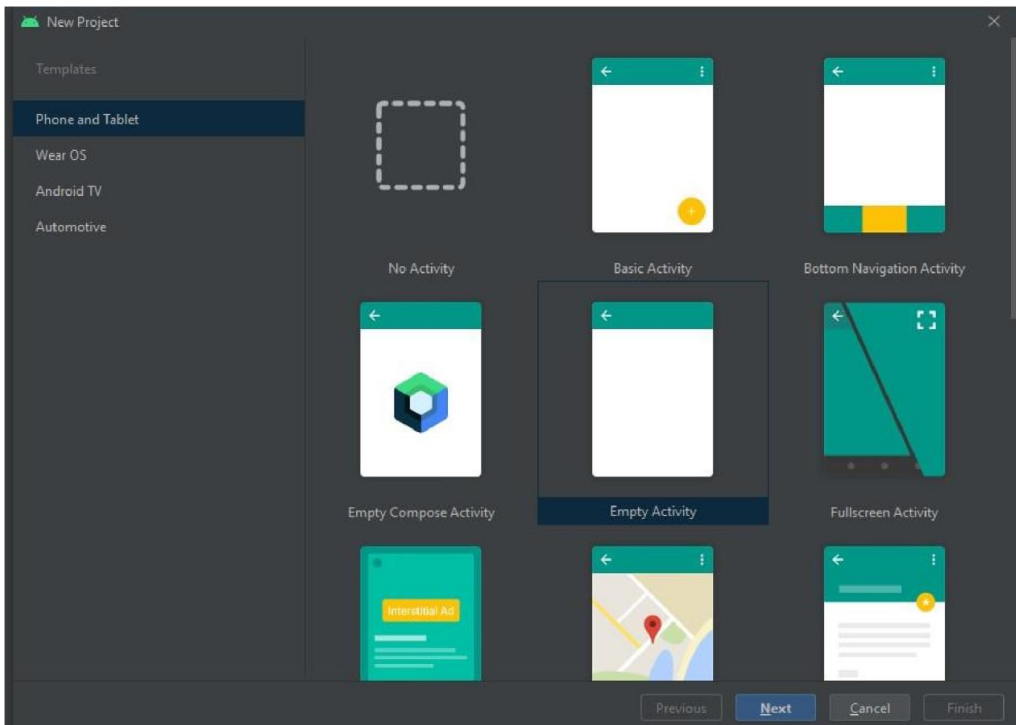 New Project
Templates
Phone and Tablet
Wear OS
Android TV
Automotive
No Activity
Basic Activity
Bottom Navigation Activity
Empty Compose Activity
Empty Activity
Fullscreen Activity
Interstitial Ad
Previous
Next
Cancel
Finish